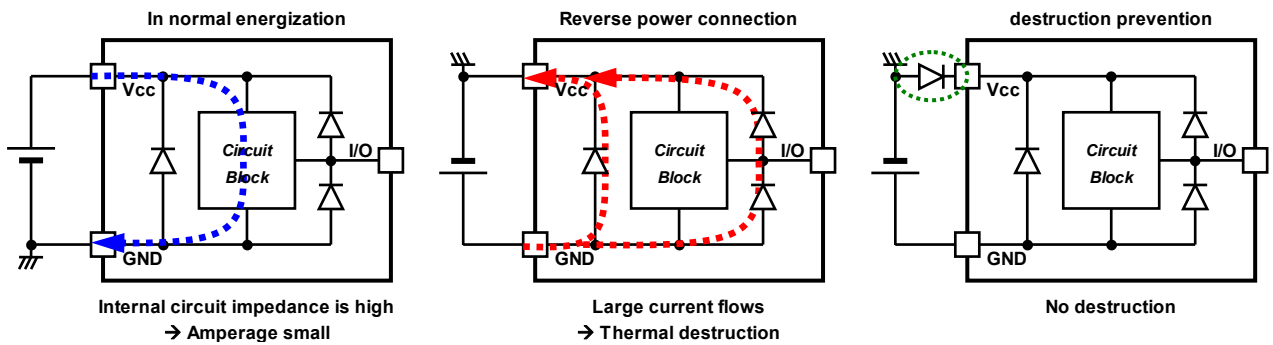 In normal energization
Vcc
Circuit
Block
I/O
GND
Internal circuit impedance is high
→ Amperage small
Reverse power connection
Vcc
Circuit
Block
I/O
GND
Large current flows
→ Thermal destruction
destruction prevention
Vcc
Circuit
Block
I/O
GND
No destruction